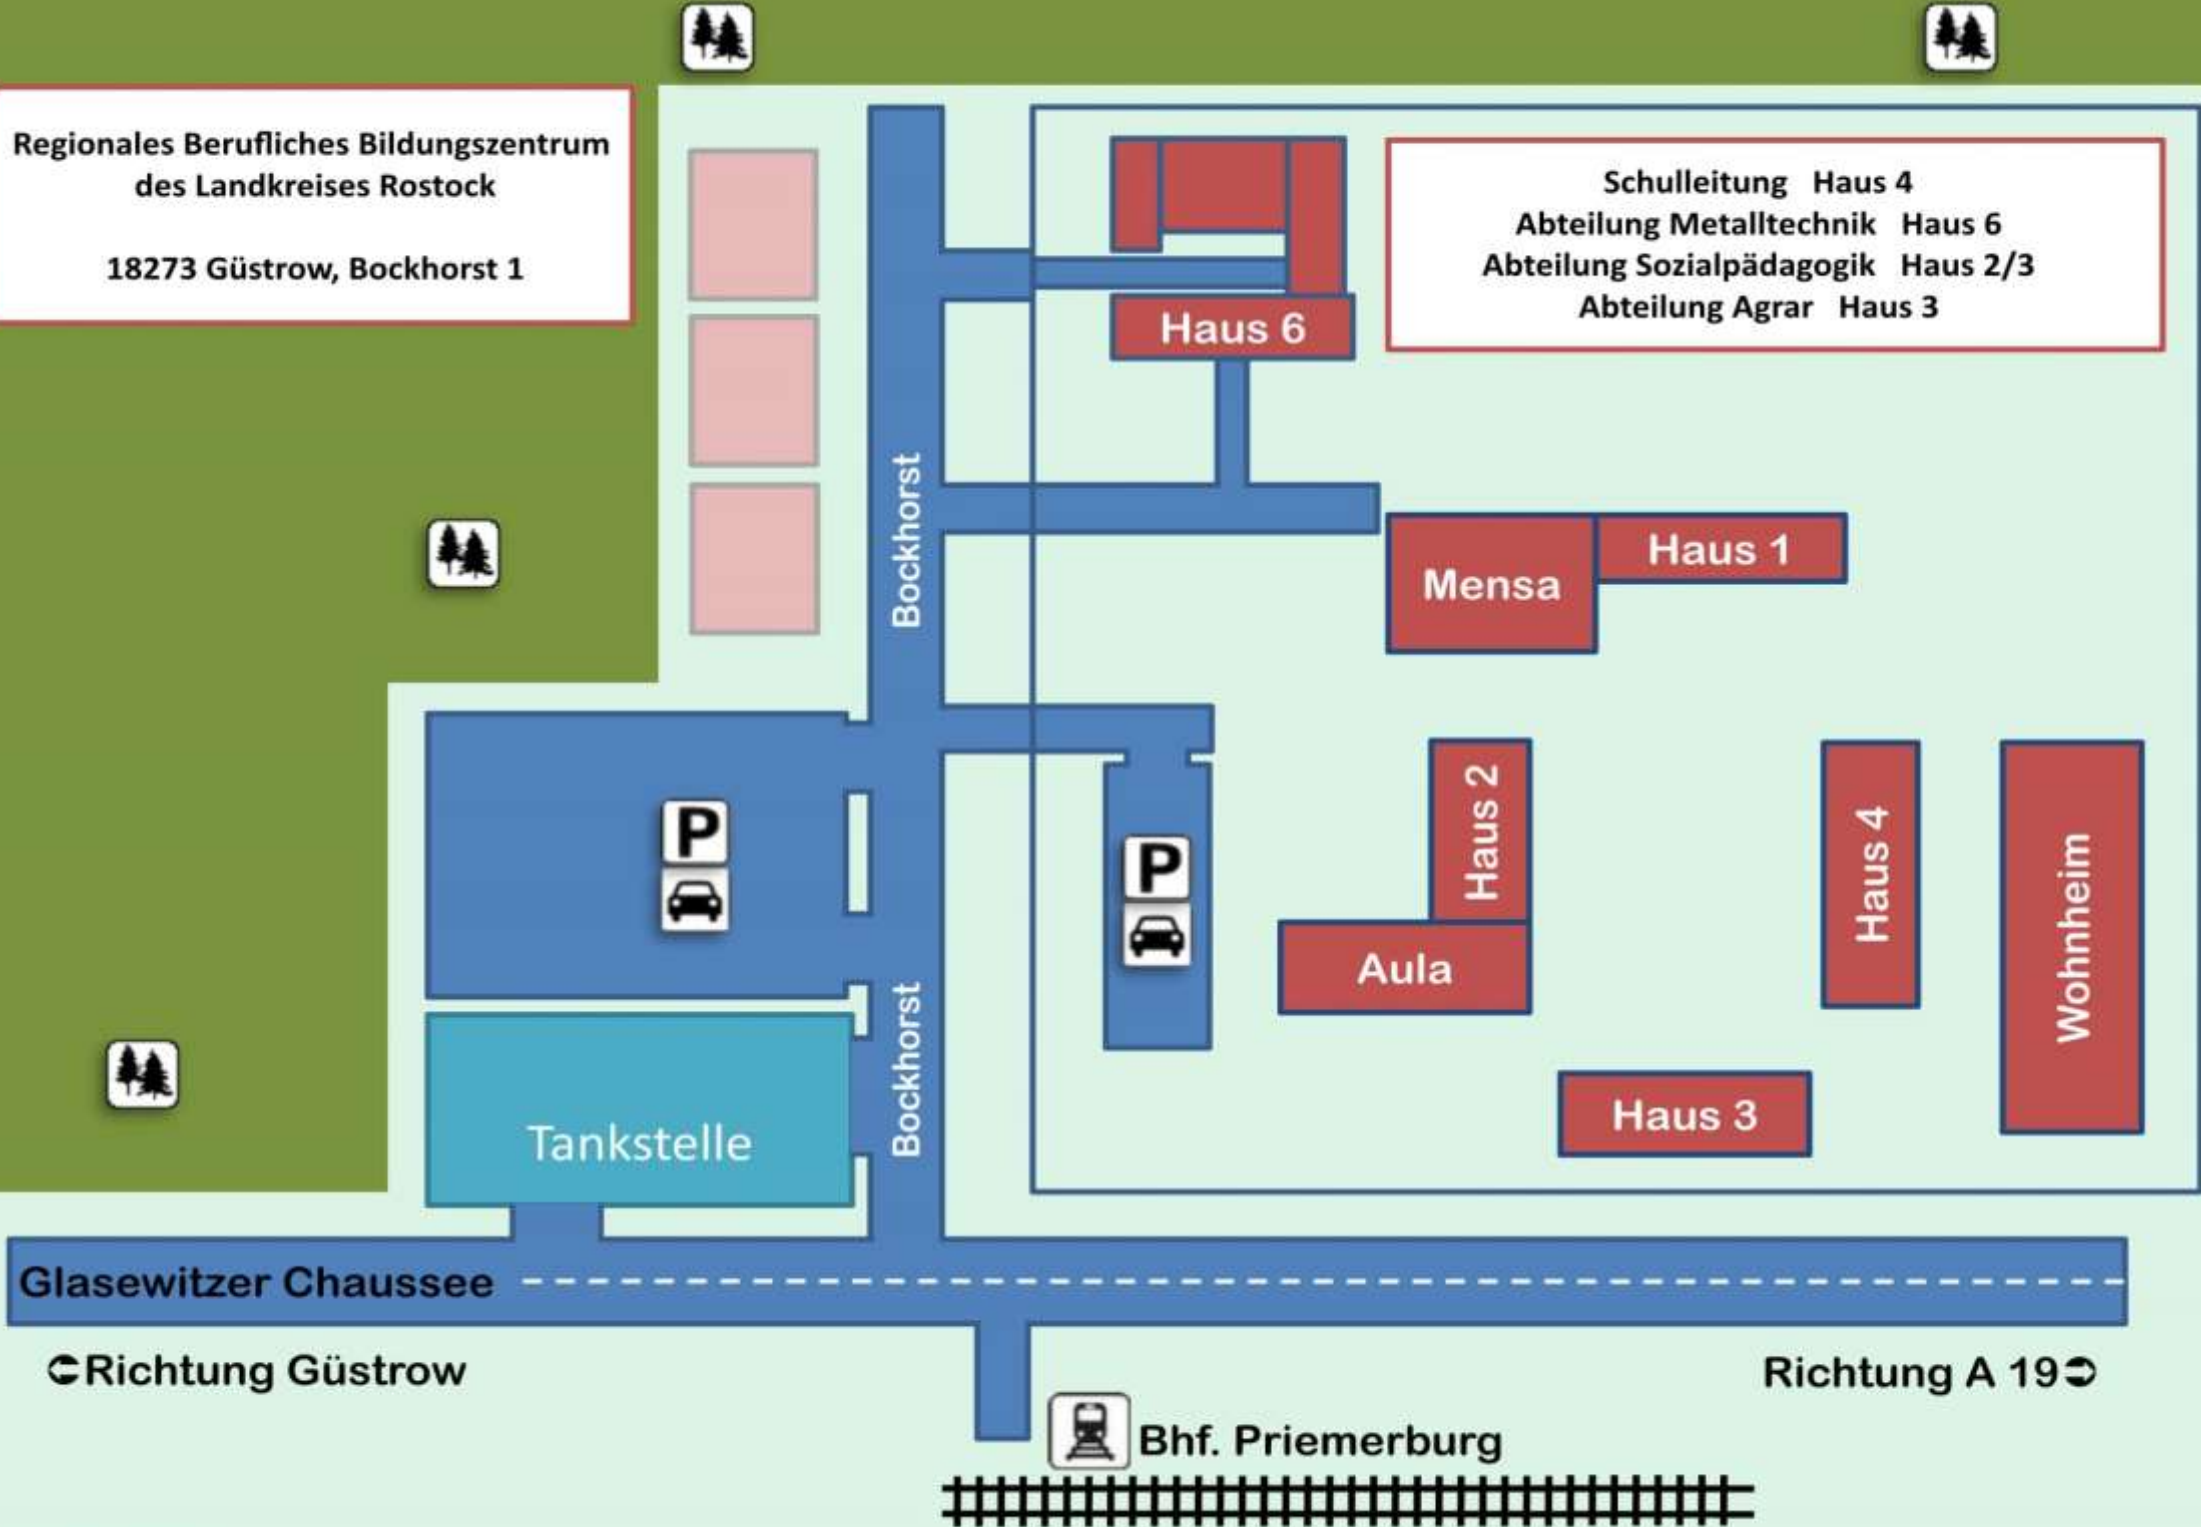 Regionales Berufliches Bildungszentrum
des Landkreises Rostock
18273 Güstrow, Bockhorst 1
Schulleitung Haus 4
Abteilung Metalltechnik Haus 6
Abteilung Sozialpädagogik Haus 2/3
Abteilung Agrar Haus 3
Haus 6
Bockhorst
Mensa
Haus 1
P
P
Haus 2
Haus 4
Wohnheim
Aula
Bockhorst
Haus 3
Tankstelle
Glasewitzer Chaussee
Richtung Güstrow
Richtung A 19
Bhf. Priemerburg